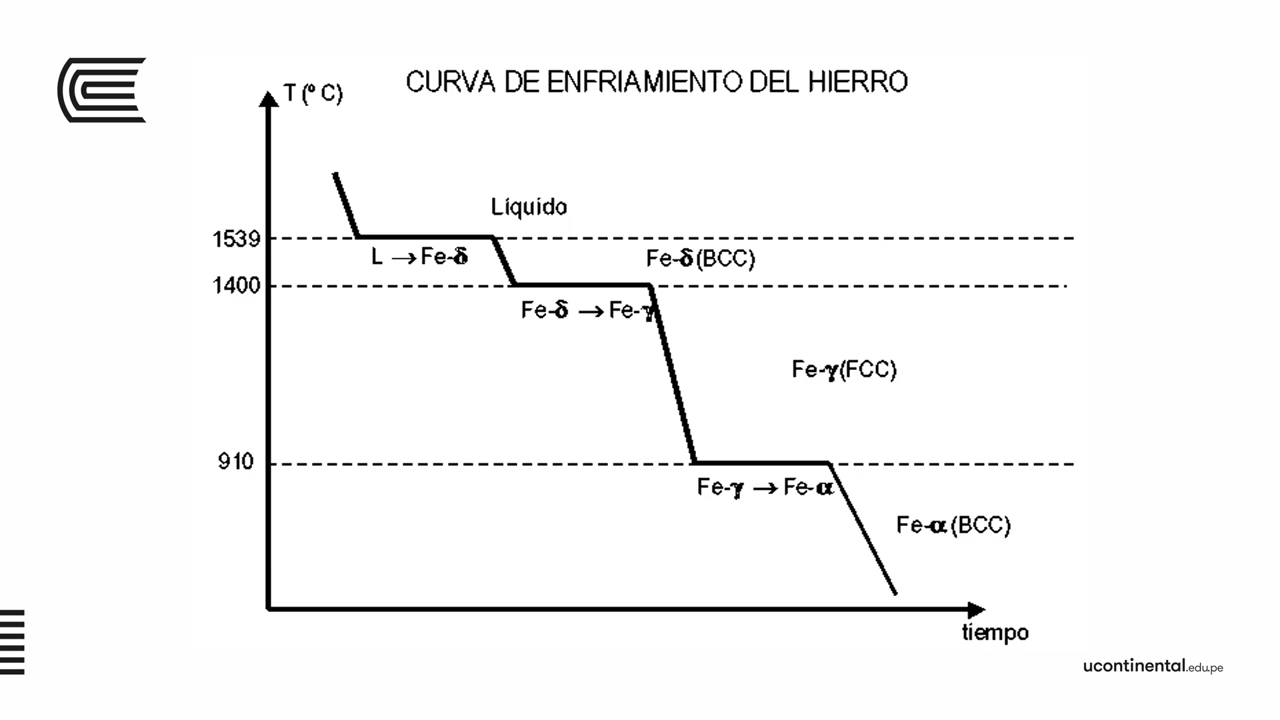 CURVA DE ENFRIAMIENTO DEL HIERRO
T (º C)
Líquido
1539
L → Fe-δ
Fe-δ (BCC)
1400
Fe-δ → Fe-γ
Fe-γ (FCC)
910
Fe-γ → Fe-α
Fe-α (BCC)
tiempo
ucontinental.edu.pe